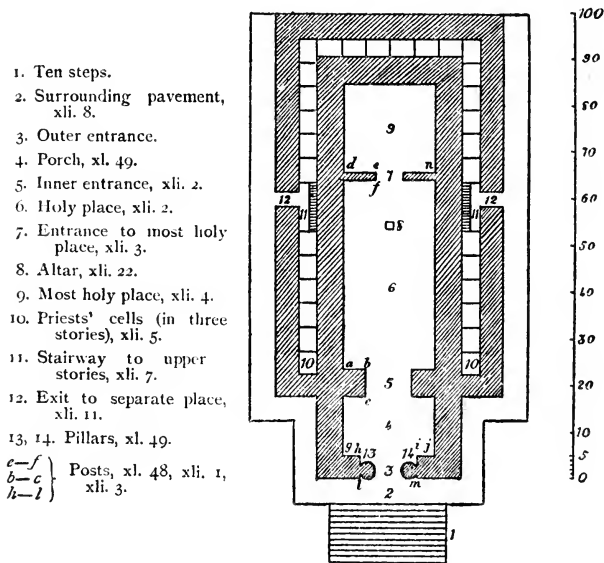 1. Ten steps.
2. Surrounding pavement,
xli. 8.
3. Outer entrance.
4. Porch, xl. 49.
5. Inner entrance, xli. 2.
6. Holy place, xli. 2.
7. Entrance to most holy
place, xli. 3.
8. Altar, xli. 22.
9. Most holy place, xli. 4.
10. Priests' cells (in three
stories), xli. 5.
11. Stairway to upper
stories, xli. 7.
12. Exit to separate place,
xli. 11.
13, 14. Pillars, xl. 49.
e—f
b—c
h—l
Posts, xl. 48, xli. 1,
xli. 3.
9
d e n
7
f
12 11 11 12
8
6
10 a b 10
5
c
4
g h 13 14 i j
3
l m
2
1
100
90
80
70
60
50
40
30
20
10
5
0